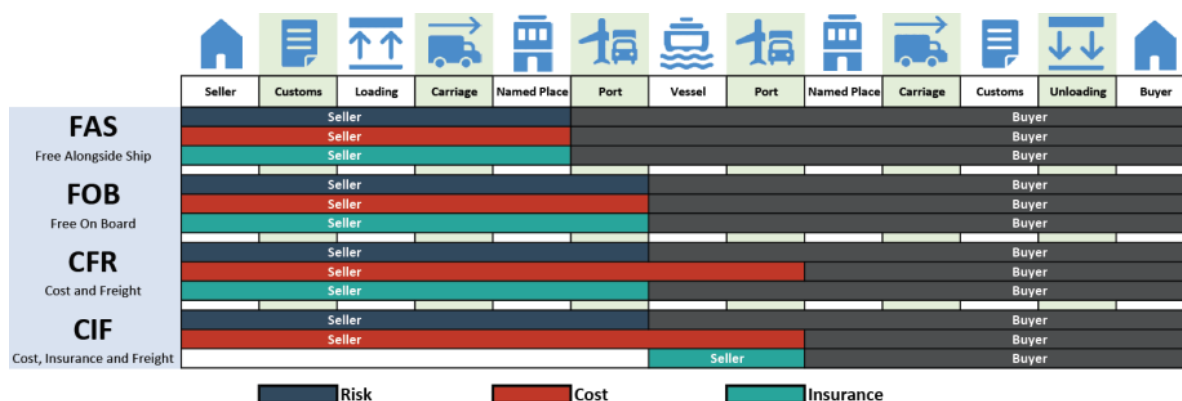 Seller Customs Loading Carriage Named Place Port Vessel Port Named Place Carriage Customs Unloading Buyer
FAS
Free Alongside Ship
Seller Buyer
Seller Buyer
Seller Buyer
FOB
Free On Board
Seller Buyer
Seller Buyer
Seller Buyer
CFR
Cost and Freight
Seller Buyer
Seller Buyer
Seller Buyer
CIF
Cost, Insurance and Freight
Seller Buyer
Seller Buyer
Seller Buyer
Risk Cost Insurance